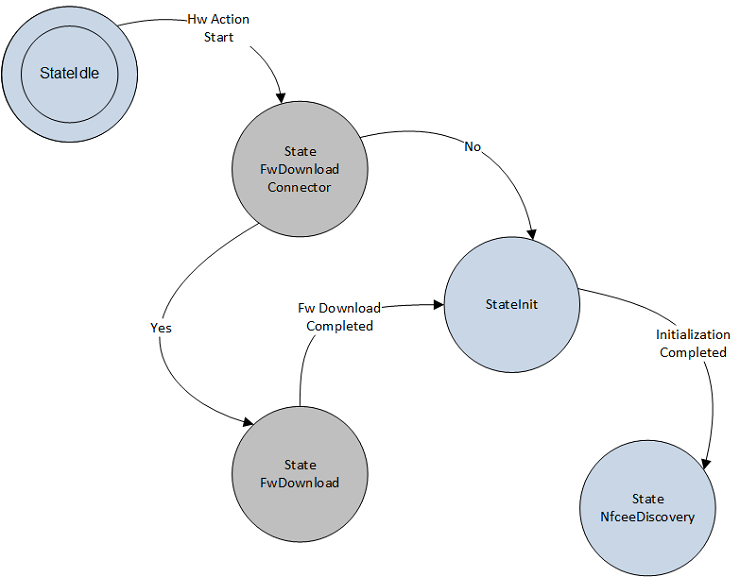 StateIdle
Hw Action
Start
State
FwDownload
Connector
No
StateInit
Fw Download
Completed
Yes
Initialization
Completed
State
FwDownload
State
NfceeDiscovery